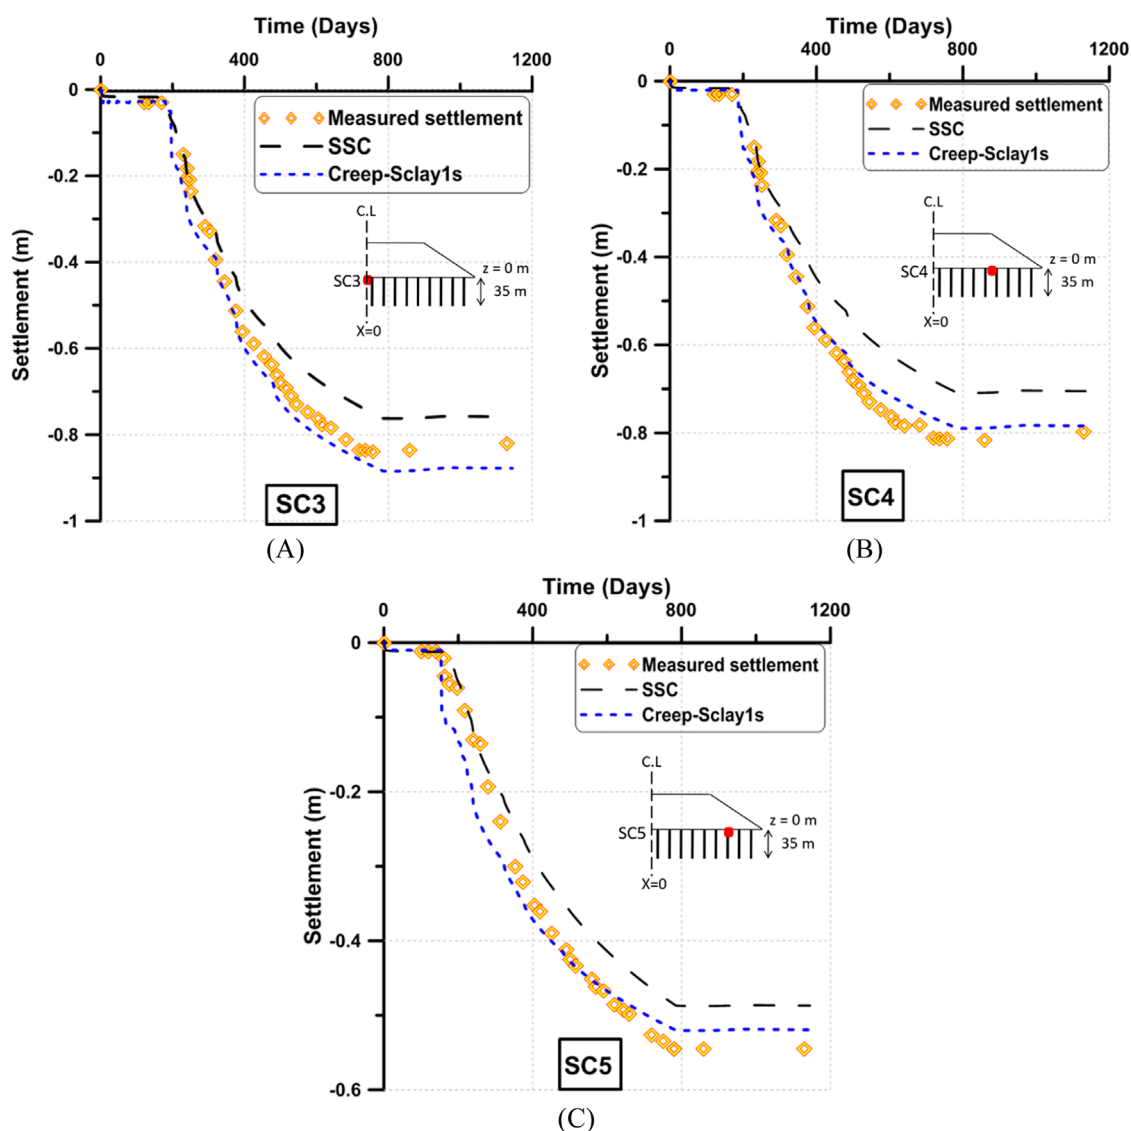 Time (Days)
0 400 800 1200
0
-0.2
-0.4
-0.6
-0.8
-1
Settlement (m)
Measured settlement
SSC
Creep-Sclay1s
C.L
z = 0 m
SC3
35 m
X=0
SC3
(A)
Time (Days)
0 400 800 1200
0
-0.2
-0.4
-0.6
-0.8
-1
Settlement (m)
Measured settlement
SSC
Creep-Sclay1s
C.L
z = 0 m
SC4
35 m
X=0
SC4
(B)
Time (Days)
0 400 800 1200
0
-0.2
-0.4
-0.6
Settlement (m)
Measured settlement
SSC
Creep-Sclay1s
C.L
z = 0 m
SC5
35 m
X=0
SC5
(C)